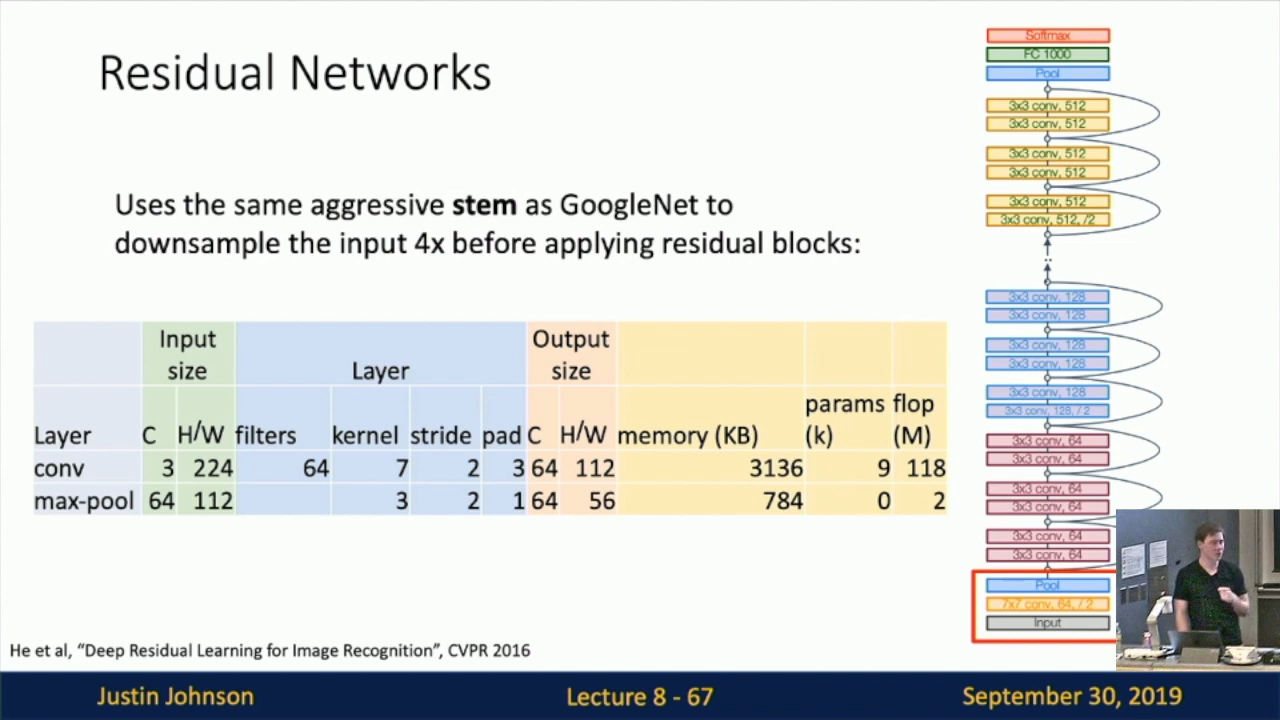 Residual Networks
Uses the same aggressive stem as GoogleNet to
downsample the input 4x before applying residual blocks:
Input size Layer Output size
Layer C H/W filters kernel stride pad C H/W memory (KB) params (k) flop (M)
conv 3 224 64 7 2 3 64 112 3136 9 118
max-pool 64 112 3 2 1 64 56 784 0 2
Softmax
FC 1000
Pool
3x3 conv, 512
3x3 conv, 512
3x3 conv, 512
3x3 conv, 512
3x3 conv, 512
3x3 conv, 512, /2
..
3x3 conv, 128
3x3 conv, 128
3x3 conv, 128
3x3 conv, 128
3x3 conv, 128
3x3 conv, 128, / 2
3x3 conv, 64
3x3 conv, 64
3x3 conv, 64
3x3 conv, 64
3x3 conv, 64
3x3 conv, 64
Pool
7x7 conv, 64, / 2
Input
He et al, “Deep Residual Learning for Image Recognition”, CVPR 2016
Justin Johnson
Lecture 8 - 67
September 30, 2019